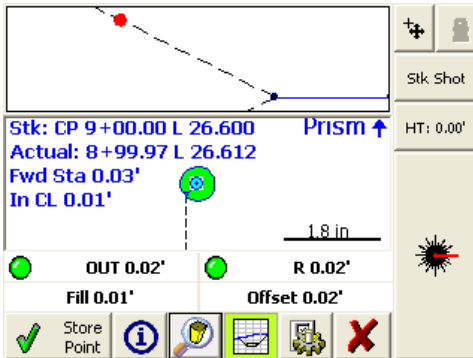 Stk Shot
Stk: CP 9+00.00 L 26.600 Prism
HT: 0.00'
Actual: 8+99.97 L 26.612
Fwd Sta 0.03'
In CL 0.01'
1.8 in
OUT 0.02' R 0.02'
Fill 0.01' Offset 0.02'
Store
Point